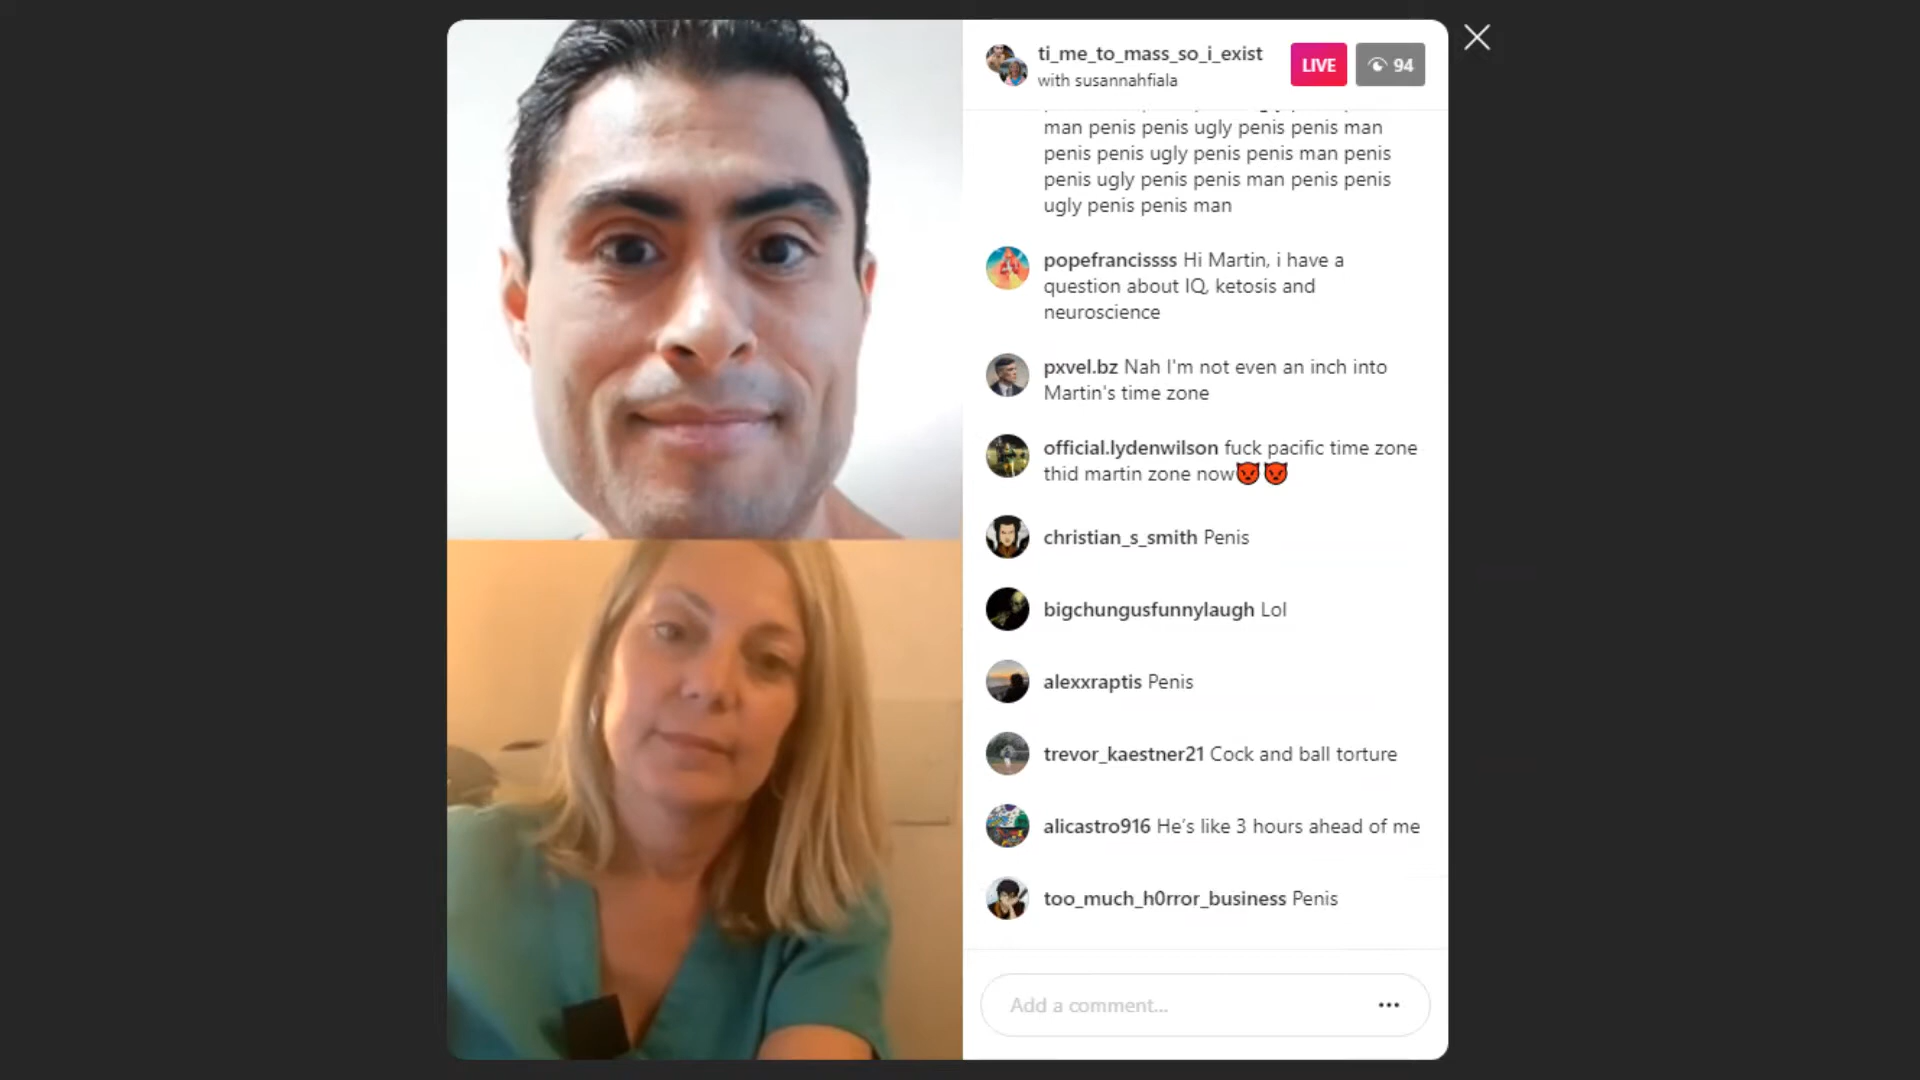 ti_me_to_mass_so_i_exist
with susannahfiala
LIVE
94
man penis penis ugly penis penis man
penis penis ugly penis penis man penis
penis ugly penis penis man penis penis
ugly penis penis man
popefrancissss Hi Martin, i have a
question about IQ, ketosis and
neuroscience
pxvel.bz Nah I'm not even an inch into
Martin's time zone
official.lydenwilson fuck pacific time zone
thid martin zone now😡😡
christian_s_smith Penis
bigchungusfunnylaugh Lol
alexxraptis Penis
trevor_kaestner21 Cock and ball torture
alicastro916 He's like 3 hours ahead of me
too_much_h0rror_business Penis
Add a comment...